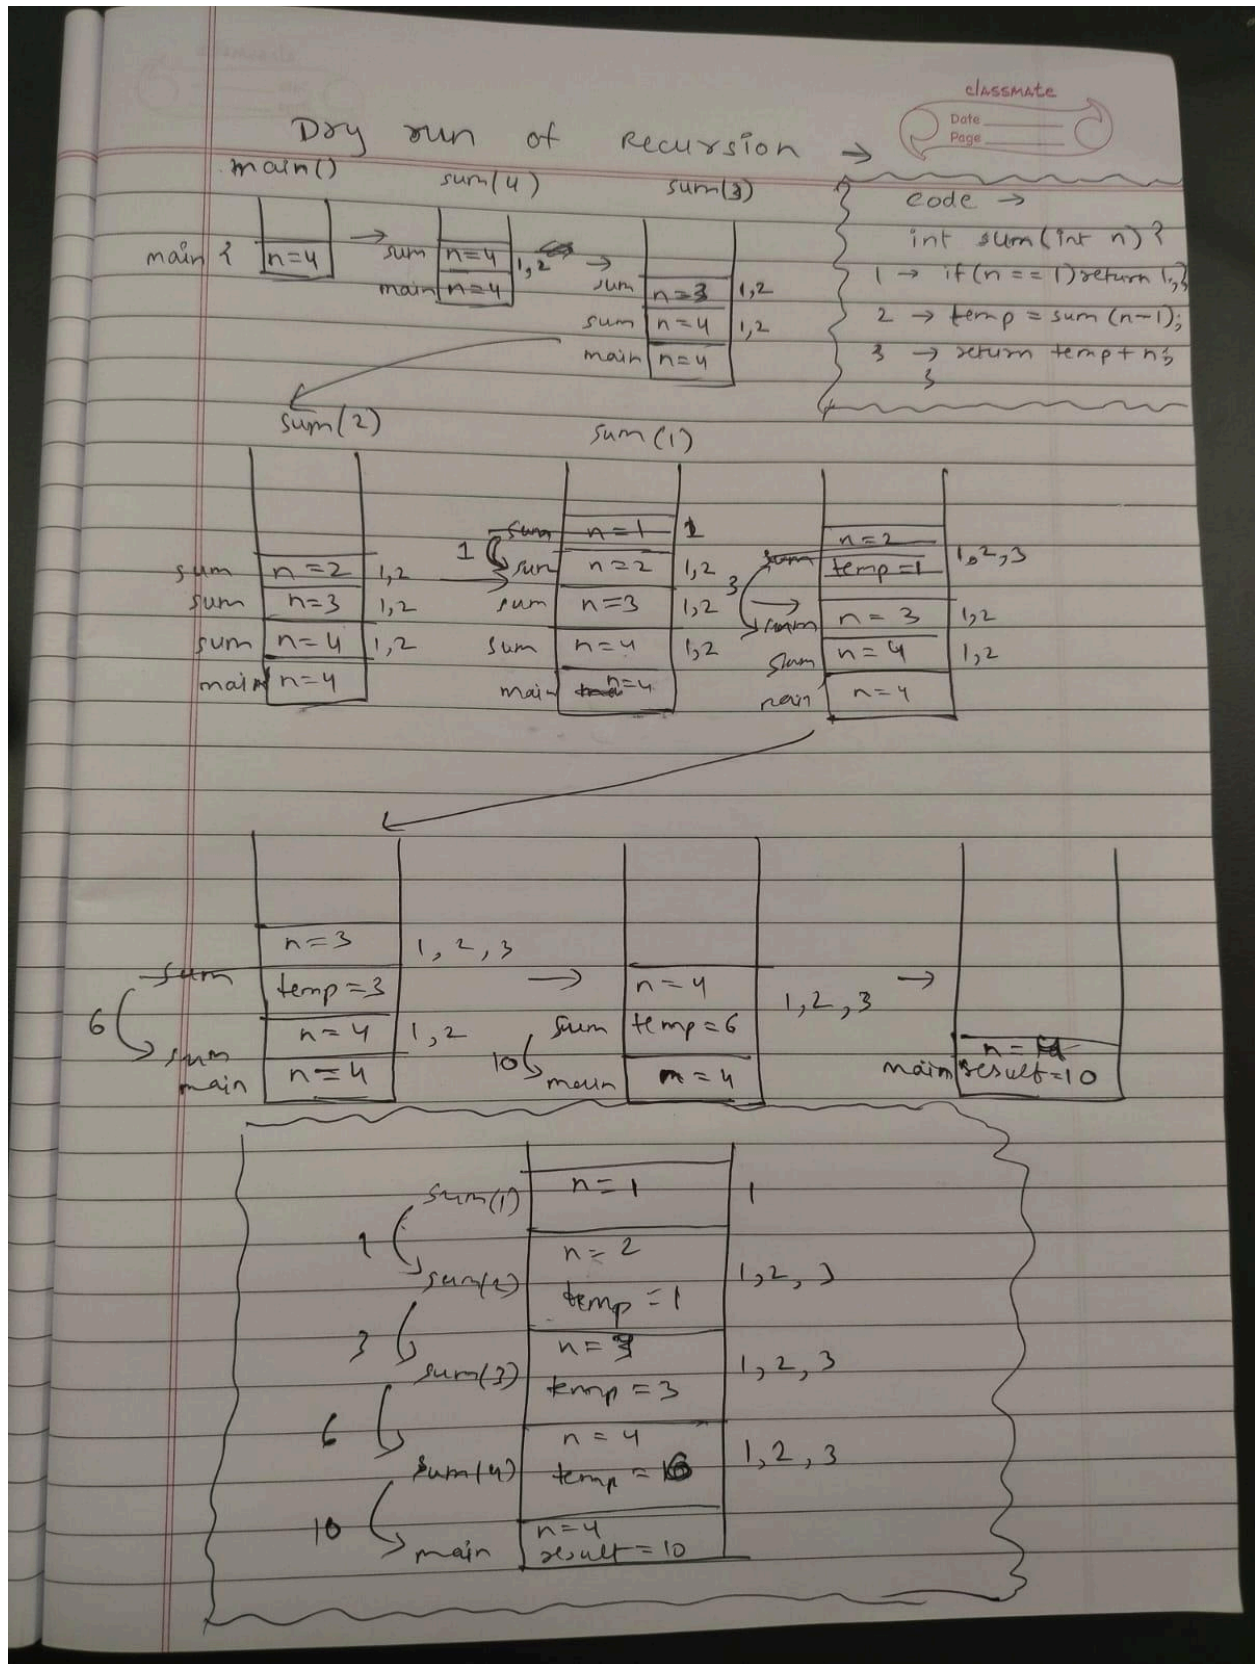 classmate
Date
Page
Dry run of Recursion →
main()
main { n=4
sum(4)
sum n=4 1,2
main n=4
sum(3)
sum n=3 1,2
sum n=4 1,2
main n=4
code →
int sum(int n) {
1 → if(n == 1) return 1;
2 → temp = sum(n-1);
3 → return temp + n;
}
sum(2)
sum n=2 1,2
sum n=3 1,2
sum n=4 1,2
main n=4
sum(1)
sum n=1 1
1
sum n=2 1,2
sum n=3 1,2
sum n=4 1,2
main n=4
n=2
sum temp=1 1,2,3
3
sum n=3 1,2
sum n=4 1,2
main n=4
n=3 1,2,3
sum temp=3
6
sum n=4 1,2
main n=4
n=4 1,2,3
sum temp=6
10
main n=4
n=4
main result=10
sum(1) n=1 1
1
sum(2) n=2 1,2,3
temp=1
3
sum(3) n=3 1,2,3
temp=3
6
n=4 1,2,3
sum(4) temp=6
10
n=4
main result=10